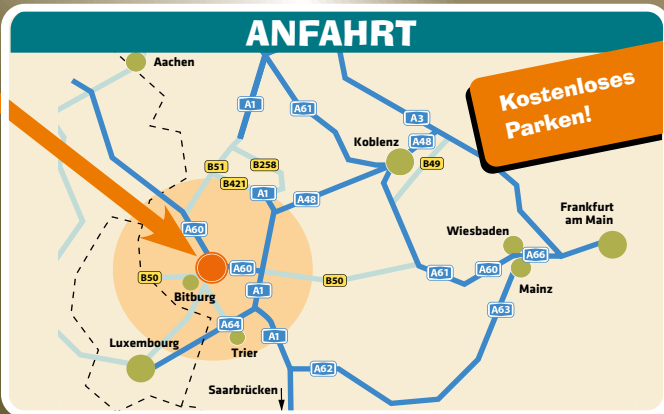 ANFAHRT
Aachen
Kostenloses
Parken!
A1
A61
A3
Koblenz
A48
B49
B51
B258
B421
A1
A48
Frankfurt
am Main
Wiesbaden
A60
A66
A60
B50
B50
A61
A60
Mainz
Bitburg
A1
A63
A64
A1
Luxembourg
Trier
A62
Saarbrücken